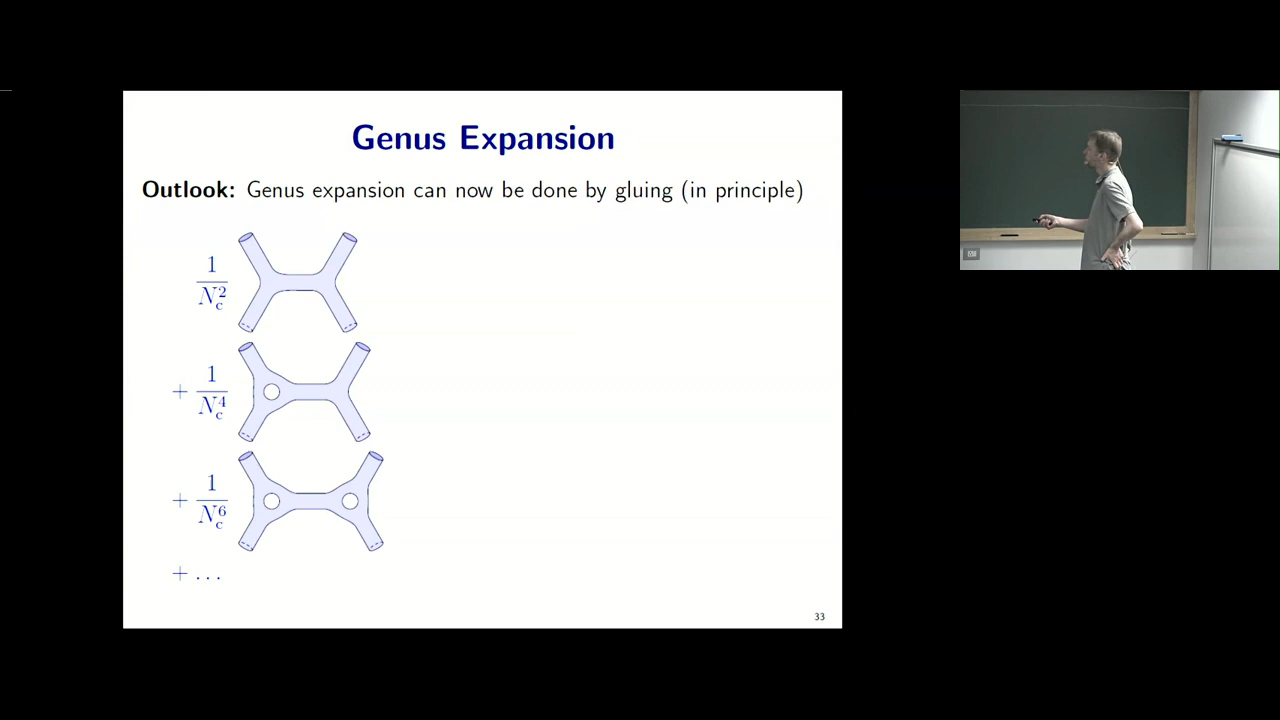 Genus Expansion
Outlook: Genus expansion can now be done by gluing (in principle)
1/N_c^2
+ 1/N_c^4
+ 1/N_c^6
+ ...
33